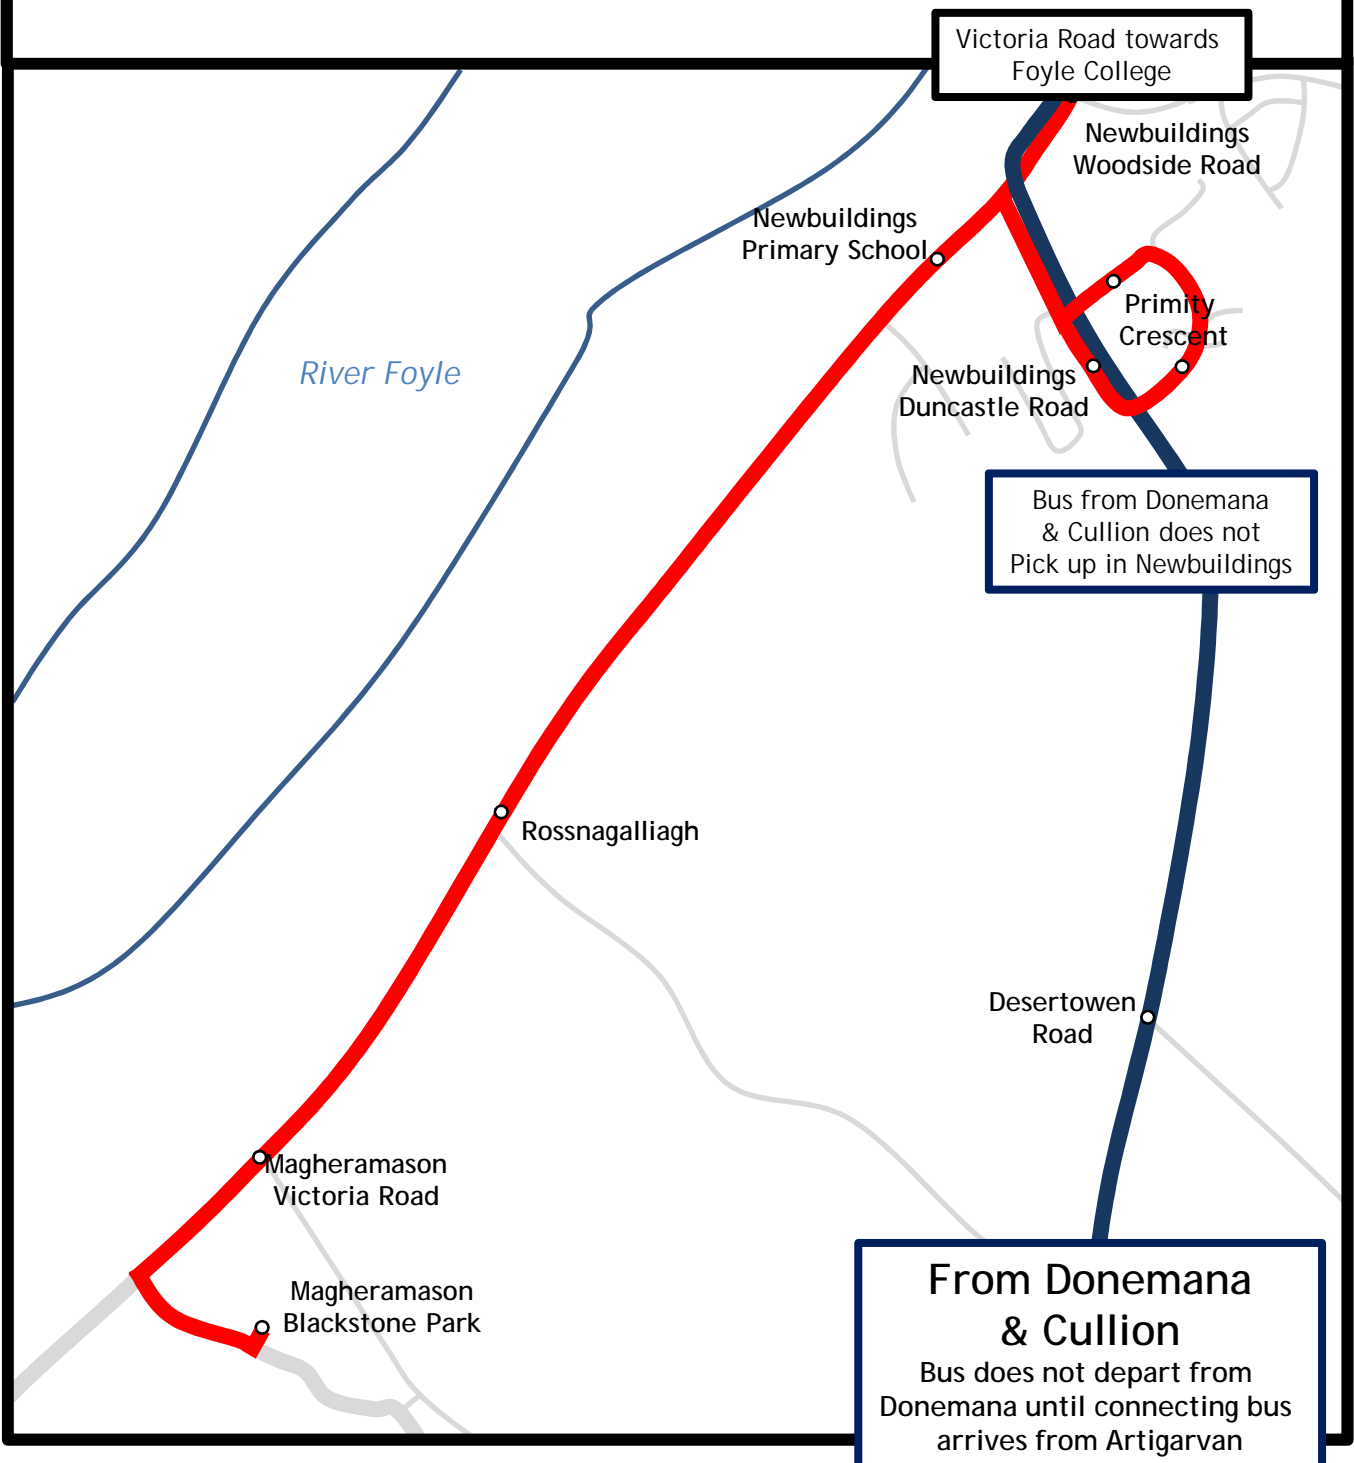 Victoria Road towards
Foyle College
Newbuildings
Woodside Road
Newbuildings
Primary School
Primity
Crescent
River Foyle
Newbuildings
Duncastle Road
Bus from Donemana
& Cullion does not
Pick up in Newbuildings
Rossnagalliagh
Desertowen
Road
Magheramason
Victoria Road
Magheramason
Blackstone Park
From Donemana
& Cullion
Bus does not depart from
Donemana until connecting bus
arrives from Artigarvan